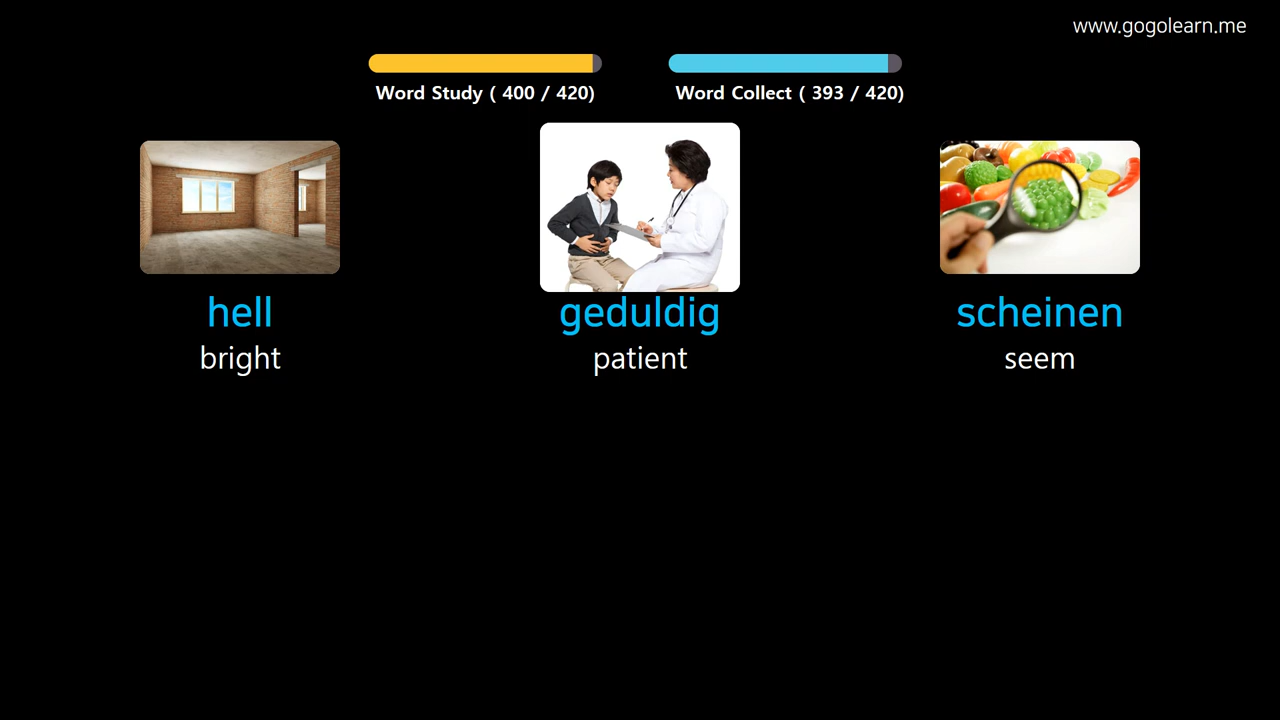 www.gogolearn.me
Word Study ( 400 / 420)
Word Collect ( 393 / 420)
hell
geduldig
scheinen
bright
patient
seem